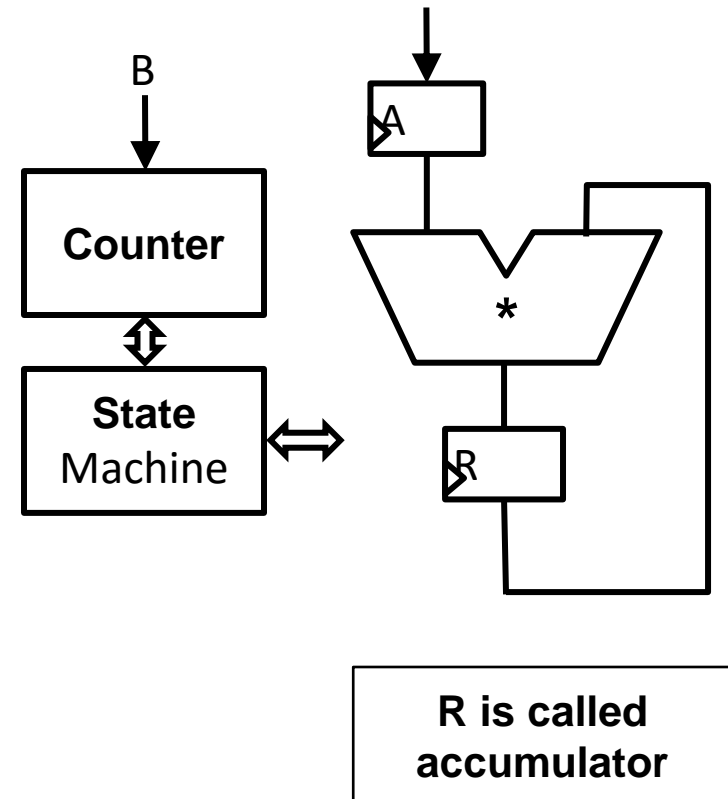 B
A
Counter
*
State
Machine
R
R is called
accumulator